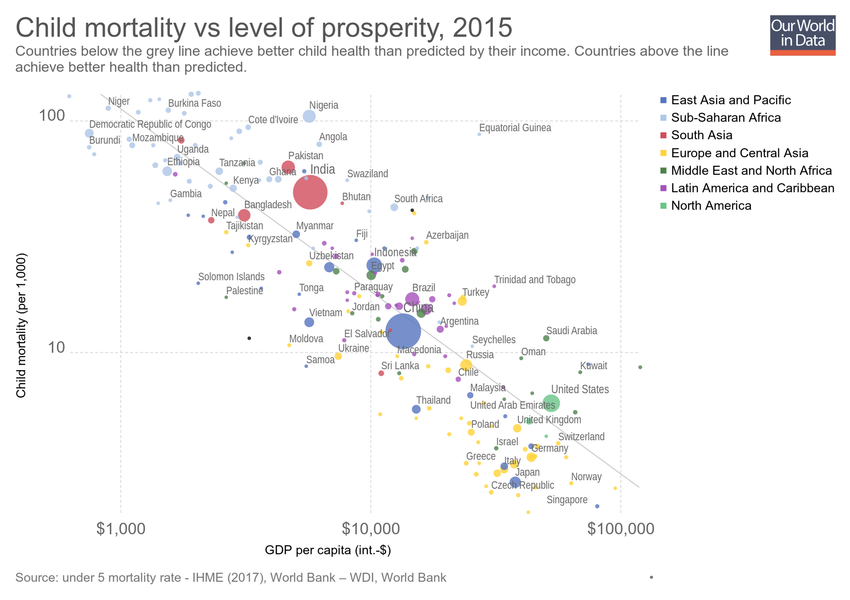 Child mortality vs level of prosperity, 2015
Our World
in Data
Countries below the grey line achieve better child health than predicted by their income. Countries above the line
achieve better health than predicted.
100
10
Child mortality (per 1,000)
Niger
Burkina Faso
Nigeria
Democratic Republic of Congo
Cote d'Ivoire
Equatorial Guinea
Burundi
Mozambique
Angola
Uganda
Ethiopia
Tanzania
Pakistan
Ghana
India
Kenya
Swaziland
Gambia
Bhutan
South Africa
Bangladesh
Nepal
Tajikistan
Myanmar
Kyrgyzstan
Fiji
Azerbaijan
Uzbekistan
Indonesia
Egypt
Solomon Islands
Palestine
Tonga
Paraguay
Brazil
Trinidad and Tobago
Turkey
Jordan
China
Vietnam
Argentina
Moldova
El Salvador
Seychelles
Saudi Arabia
Ukraine
Macedonia
Russia
Oman
Samoa
Sri Lanka
Chile
Kuwait
Malaysia
United States
Thailand
United Arab Emirates
Poland
United Kingdom
Israel
Switzerland
Germany
Greece
Italy
Japan
Norway
Czech Republic
Singapore
$1,000
$10,000
$100,000
GDP per capita (int.-$)
East Asia and Pacific
Sub-Saharan Africa
South Asia
Europe and Central Asia
Middle East and North Africa
Latin America and Caribbean
North America
Source: under 5 mortality rate - IHME (2017), World Bank – WDI, World Bank